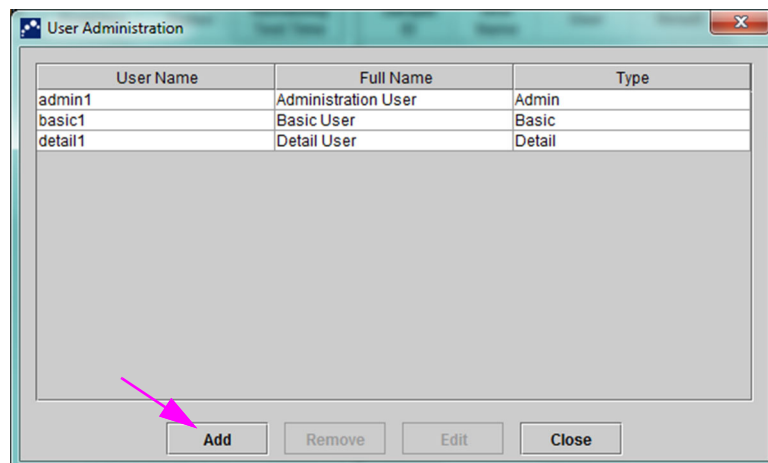 User Administration
User Name Full Name Type
admin1 Administration User Admin
basic1 Basic User Basic
detail1 Detail User Detail
Add Remove Edit Close